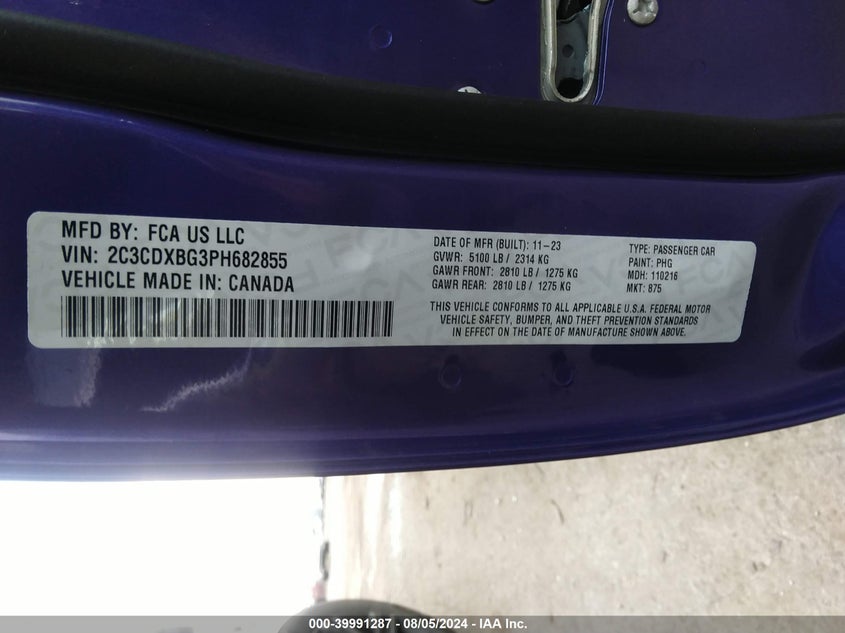 MFD BY: FCA US LLC
VIN: 2C3CDXBG3PH682855
VEHICLE MADE IN: CANADA
DATE OF MFR (BUILT): 11-23
GVWR: 5100 LB / 2314 KG
GAWR FRONT: 2810 LB / 1275 KG
GAWR REAR: 2810 LB / 1275 KG
TYPE: PASSENGER CAR
PAINT: PHG
MDH: 110216
MKT: 875
THIS VEHICLE CONFORMS TO ALL APPLICABLE U.S.A. FEDERAL MOTOR
VEHICLE SAFETY, BUMPER, AND THEFT PREVENTION STANDARDS
IN EFFECT ON THE DATE OF MANUFACTURE SHOWN ABOVE.
000-39991287 - 08/05/2024 - IAA Inc.